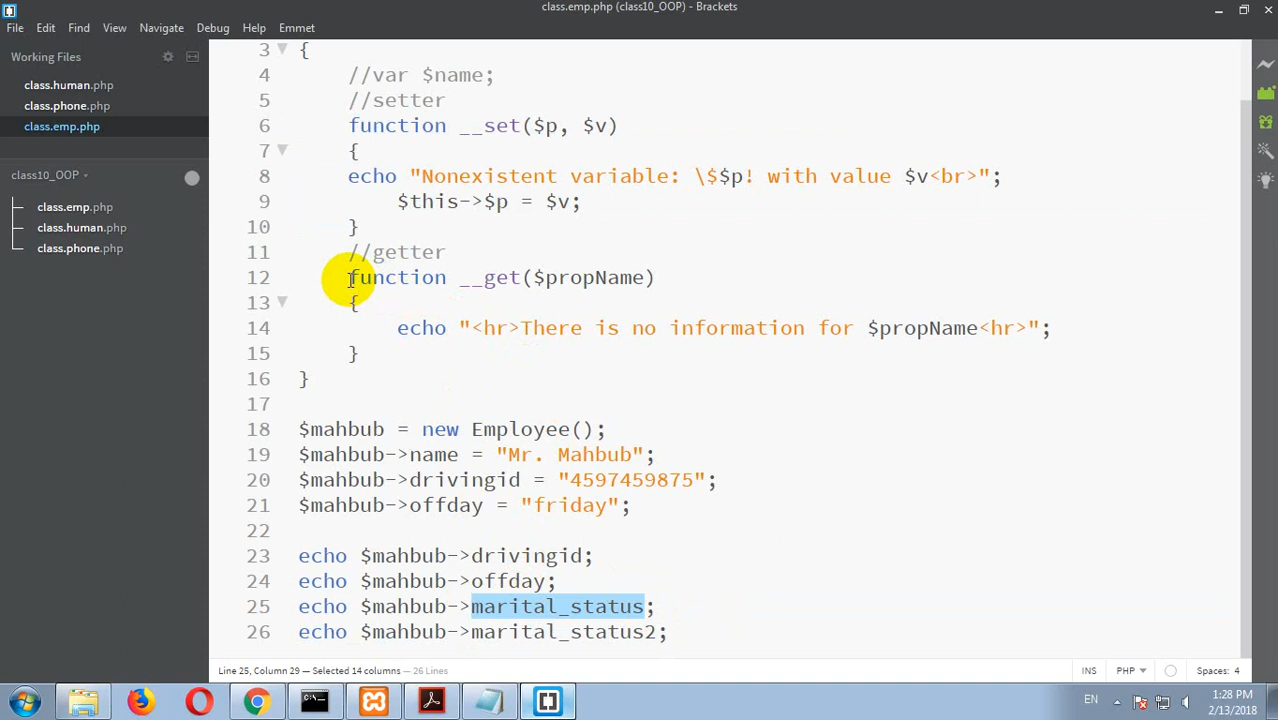 class.emp.php (class10_OOP) - Brackets
File Edit Find View Navigate Debug Help Emmet
Working Files
class.human.php
class.phone.php
class.emp.php
class10_OOP
class.emp.php
class.human.php
class.phone.php
3 {
4 //var $name;
5 //setter
6 function __set($p, $v)
7 {
8 echo "Nonexistent variable: \$$p! with value $v<br>";
9 $this->$p = $v;
10 }
11 //getter
12 function __get($propName)
13 {
14 echo "<hr>There is no information for $propName<hr>";
15 }
16 }
17
18 $mahbub = new Employee();
19 $mahbub->name = "Mr. Mahbub";
20 $mahbub->drivingid = "4597459875";
21 $mahbub->offday = "friday";
22
23 echo $mahbub->drivingid;
24 echo $mahbub->offday;
25 echo $mahbub->marital_status;
26 echo $mahbub->marital_status2;
Line 25, Column 29 — Selected 14 columns — 26 Lines
INS PHP Spaces: 4
EN 1:28 PM
2/13/2018